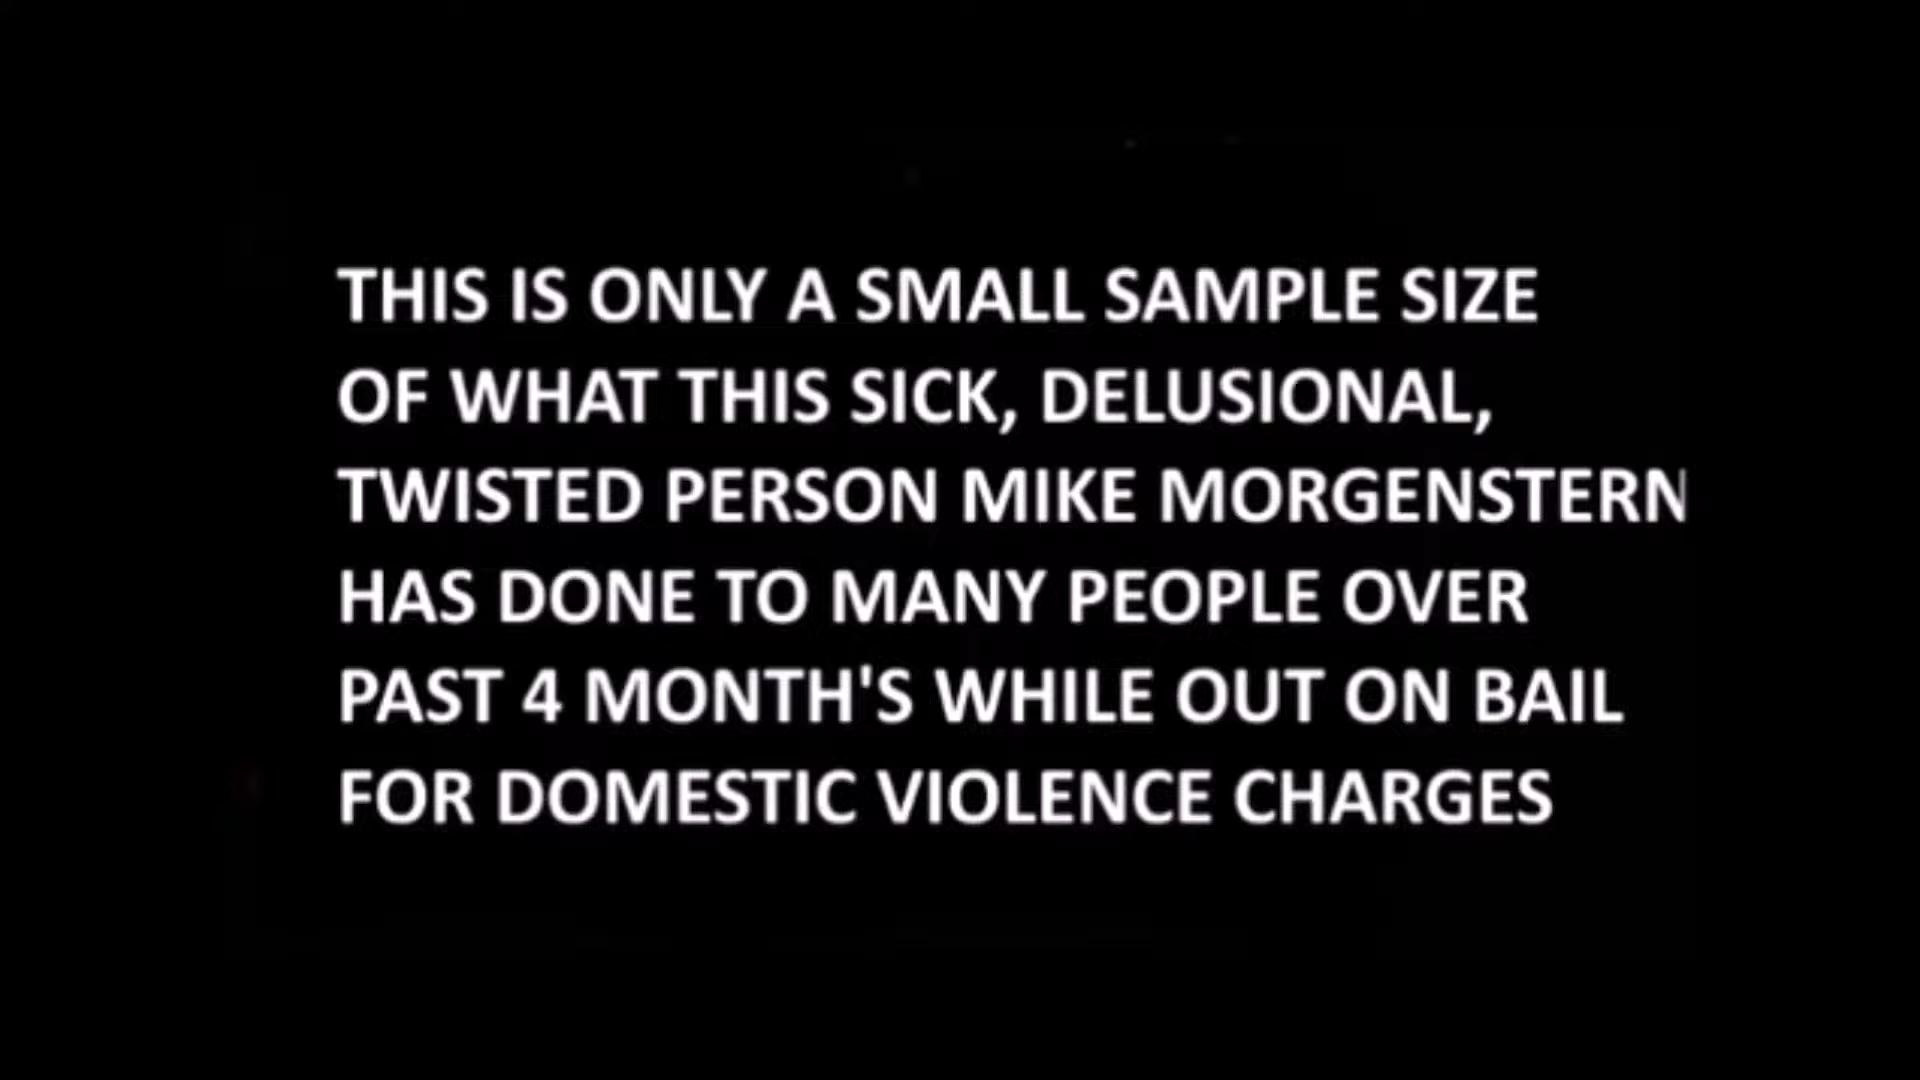 THIS IS ONLY A SMALL SAMPLE SIZE
OF WHAT THIS SICK, DELUSIONAL,
TWISTED PERSON MIKE MORGENSTERN
HAS DONE TO MANY PEOPLE OVER
PAST 4 MONTH'S WHILE OUT ON BAIL
FOR DOMESTIC VIOLENCE CHARGES